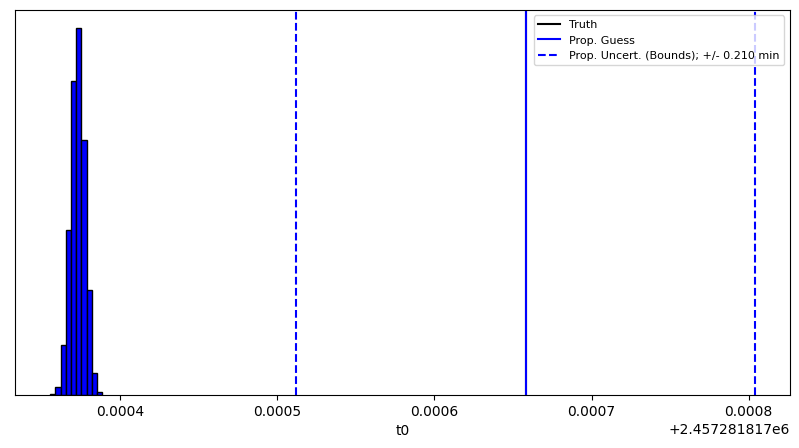 Truth
Prop. Guess
Prop. Uncert. (Bounds); +/- 0.210 min
0.0004 0.0005 0.0006 0.0007 0.0008
t0
+2.457281817e6